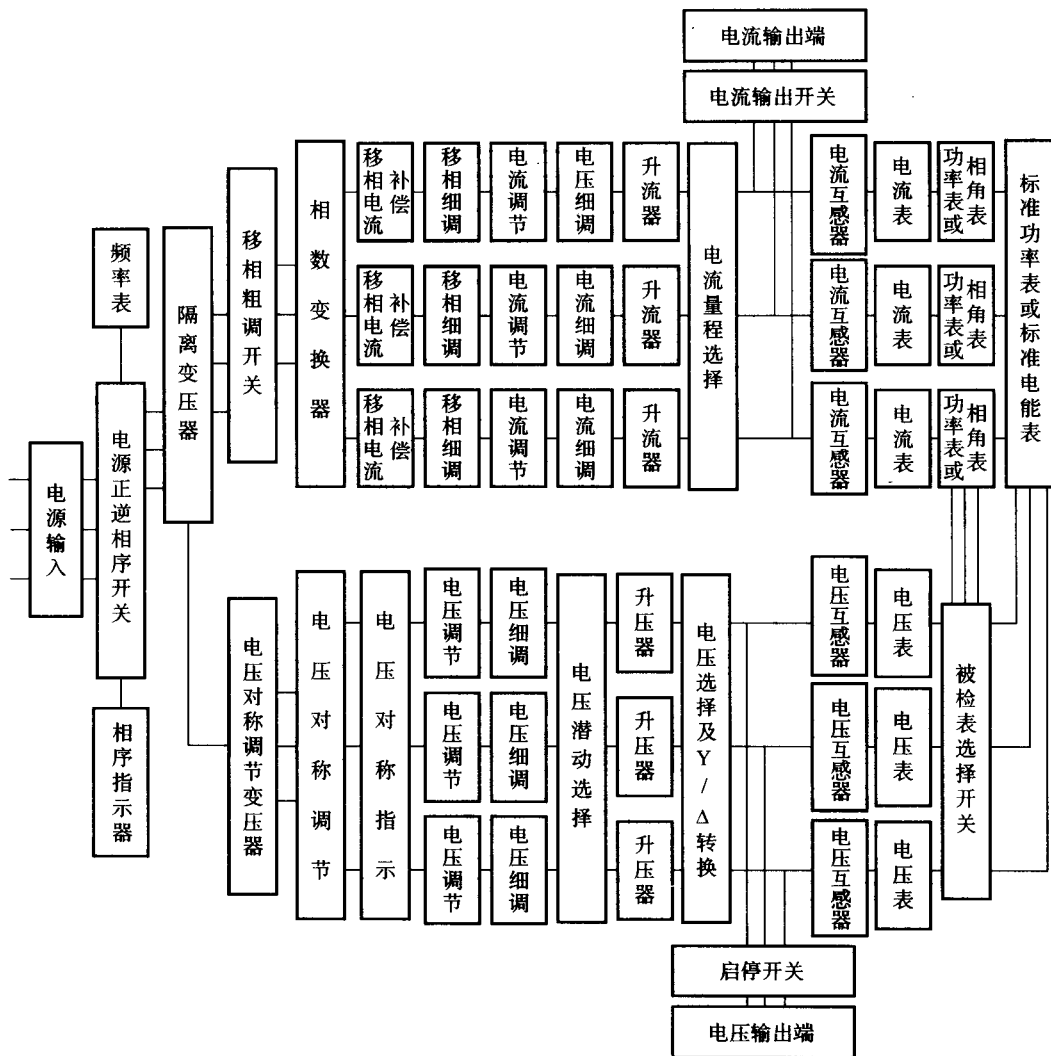 电流输出端
电流输出开关
电源输入
频率表
电源正逆相序开关
相序指示器
隔离变压器
移相粗调开关
相数变换器
移相电流补偿
移相细调
电流调节
电压细调
升流器
移相电流补偿
移相细调
电流调节
电流细调
升流器
移相电流补偿
移相细调
电流调节
电流细调
升流器
电流量程选择
电流互感器
电流表
功率表或相角表
电流互感器
电流表
功率表或相角表
电流互感器
电流表
功率表或相角表
标准功率表或标准电能表
电压对称调节变压器
电压对称调节
电压对称指示
电压调节
电压细调
电压调节
电压细调
电压调节
电压细调
电压潜动选择
升压器
升压器
升压器
电压选择及Y/Δ转换
电压互感器
电压表
电压互感器
电压表
电压互感器
电压表
被检表选择开关
启停开关
电压输出端